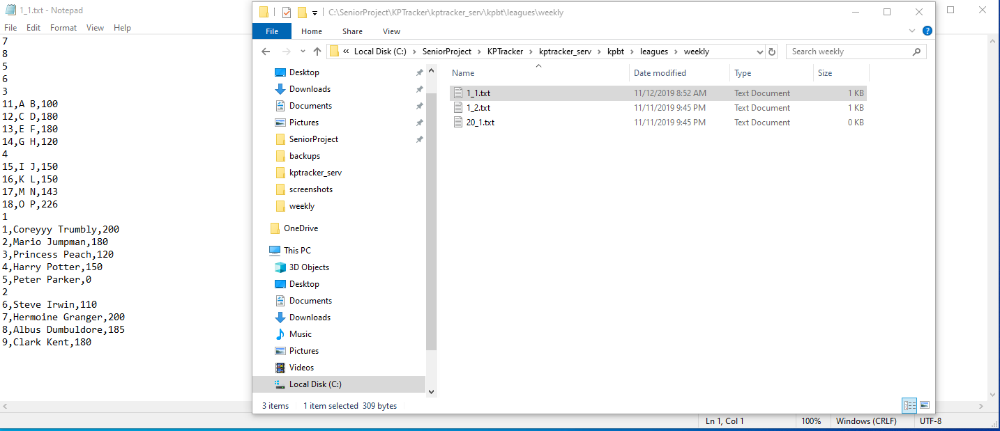 1_1.txt - Notepad
File Edit Format View Help
7
8
5
6
3
11,A B,100
12,C D,180
13,E F,180
14,G H,120
4
15,I J,150
16,K L,150
17,M N,143
18,O P,226
1
1,Coreyyy Trumbly,200
2,Mario Jumpman,180
3,Princess Peach,120
4,Harry Potter,150
5,Peter Parker,0
2
6,Steve Irwin,110
7,Hermoine Granger,200
8,Albus Dumbuldore,185
9,Clark Kent,180
C:\SeniorProject\KPTracker\kptracker_serv\kpbt\leagues\weekly
File Home Share View
« Local Disk (C:) > SeniorProject > KPTracker > kptracker_serv > kpbt > leagues > weekly
Search weekly
Desktop
Downloads
Documents
Pictures
SeniorProject
backups
kptracker_serv
screenshots
weekly
OneDrive
This PC
3D Objects
Desktop
Documents
Downloads
Music
Pictures
Videos
Local Disk (C:)
Name Date modified Type Size
1_1.txt 11/12/2019 8:52 AM Text Document 1 KB
1_2.txt 11/11/2019 9:45 PM Text Document 1 KB
20_1.txt 11/11/2019 9:45 PM Text Document 0 KB
3 items 1 item selected 309 bytes
Ln 1, Col 1 100% Windows (CRLF) UTF-8